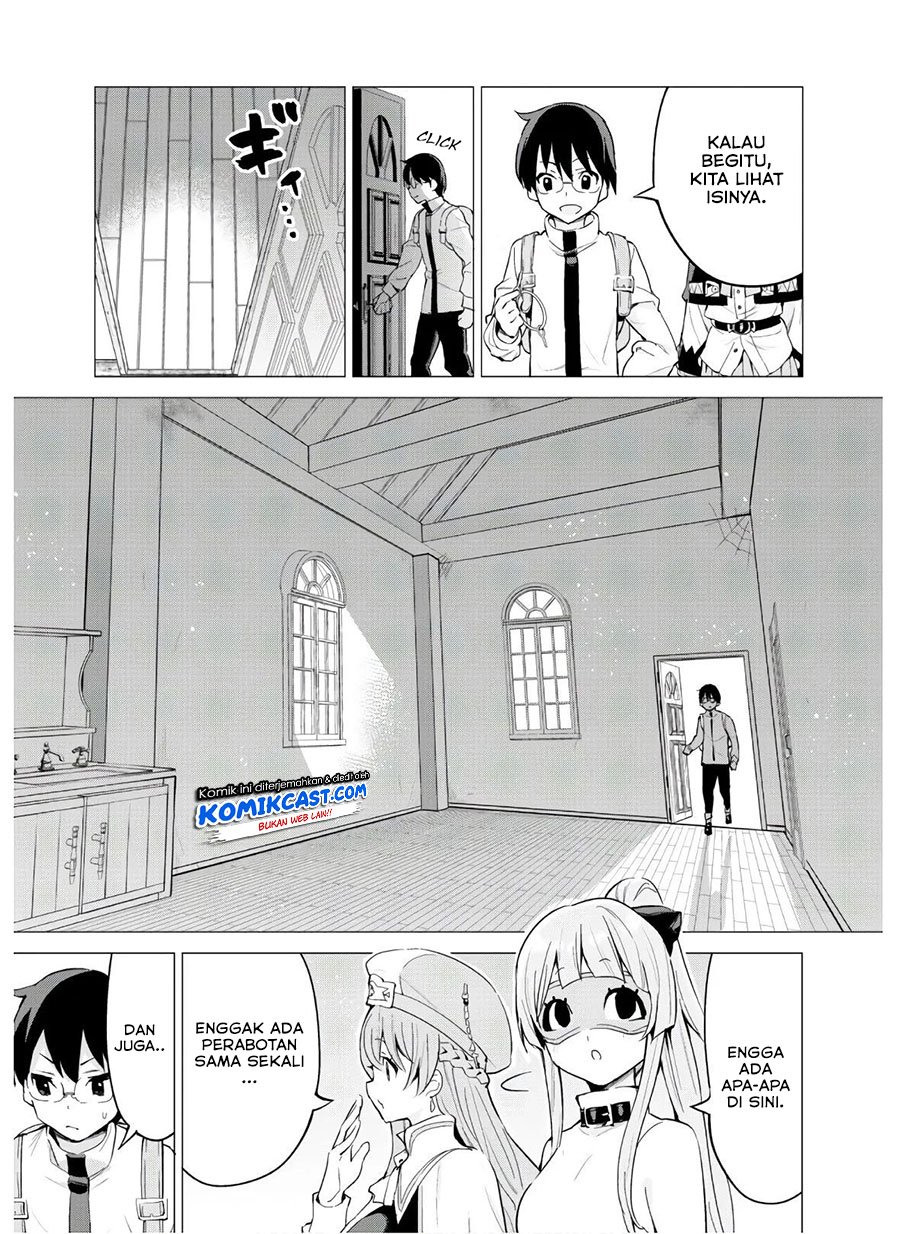 KALAU
BEGITU,
KITA LIHAT
ISINYA.
CLICK
ギィ...
Komik ini diterjemahkan & diedit oleh
KOMIKCAST.COM
BUKAN WEB LAIN!!
ENGGA
ADA
APA-APA
DI SINI.
ENGGAK ADA
PERABOTAN
SAMA SEKALI
...
DAN
JUGA..